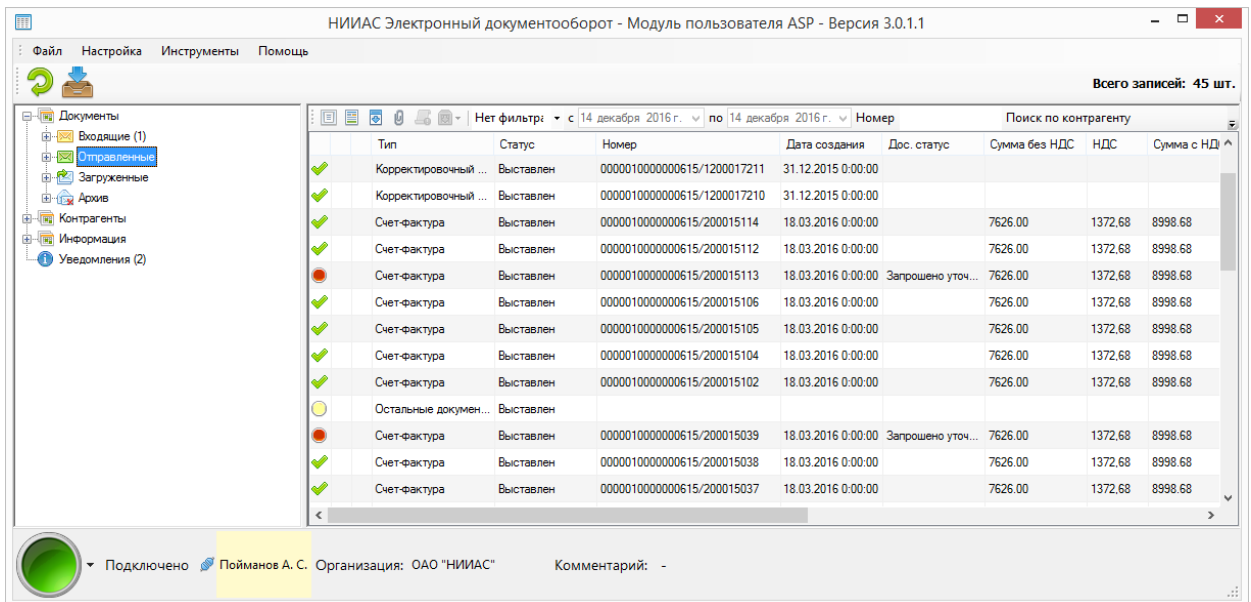 НИИАС Электронный документооборот - Модуль пользователя ASP - Версия 3.0.1.1
Файл Настройка Инструменты Помощь
Всего записей: 45 шт.
Документы
Входящие (1)
Отправленные
Загруженные
Архив
Контрагенты
Информация
Уведомления (2)
Нет фильтра с 14 декабря 2016 г. по 14 декабря 2016 г. Номер Поиск по контрагенту
Тип Статус Номер Дата создания Дос. статус Сумма без НДС НДС Сумма с НД
Корректировочный ... Выставлен 0000010000000615/1200017211 31.12.2015 0:00:00
Корректировочный ... Выставлен 0000010000000615/1200017210 31.12.2015 0:00:00
Счет-фактура Выставлен 0000010000000615/200015114 18.03.2016 0:00:00 7626.00 1372,68 8998.68
Счет-фактура Выставлен 0000010000000615/200015112 18.03.2016 0:00:00 7626.00 1372,68 8998.68
Счет-фактура Выставлен 0000010000000615/200015113 18.03.2016 0:00:00 Запрошено уточ... 7626.00 1372,68 8998.68
Счет-фактура Выставлен 0000010000000615/200015106 18.03.2016 0:00:00 7626.00 1372,68 8998.68
Счет-фактура Выставлен 0000010000000615/200015105 18.03.2016 0:00:00 7626.00 1372,68 8998.68
Счет-фактура Выставлен 0000010000000615/200015104 18.03.2016 0:00:00 7626.00 1372,68 8998.68
Счет-фактура Выставлен 0000010000000615/200015102 18.03.2016 0:00:00 7626.00 1372,68 8998.68
Остальные докумен... Выставлен
Счет-фактура Выставлен 0000010000000615/200015039 18.03.2016 0:00:00 Запрошено уточ... 7626.00 1372,68 8998.68
Счет-фактура Выставлен 0000010000000615/200015038 18.03.2016 0:00:00 7626.00 1372,68 8998.68
Счет-фактура Выставлен 0000010000000615/200015037 18.03.2016 0:00:00 7626.00 1372,68 8998.68
Подключено Пойманов А. С. Организация: ОАО "НИИАС" Комментарий: -